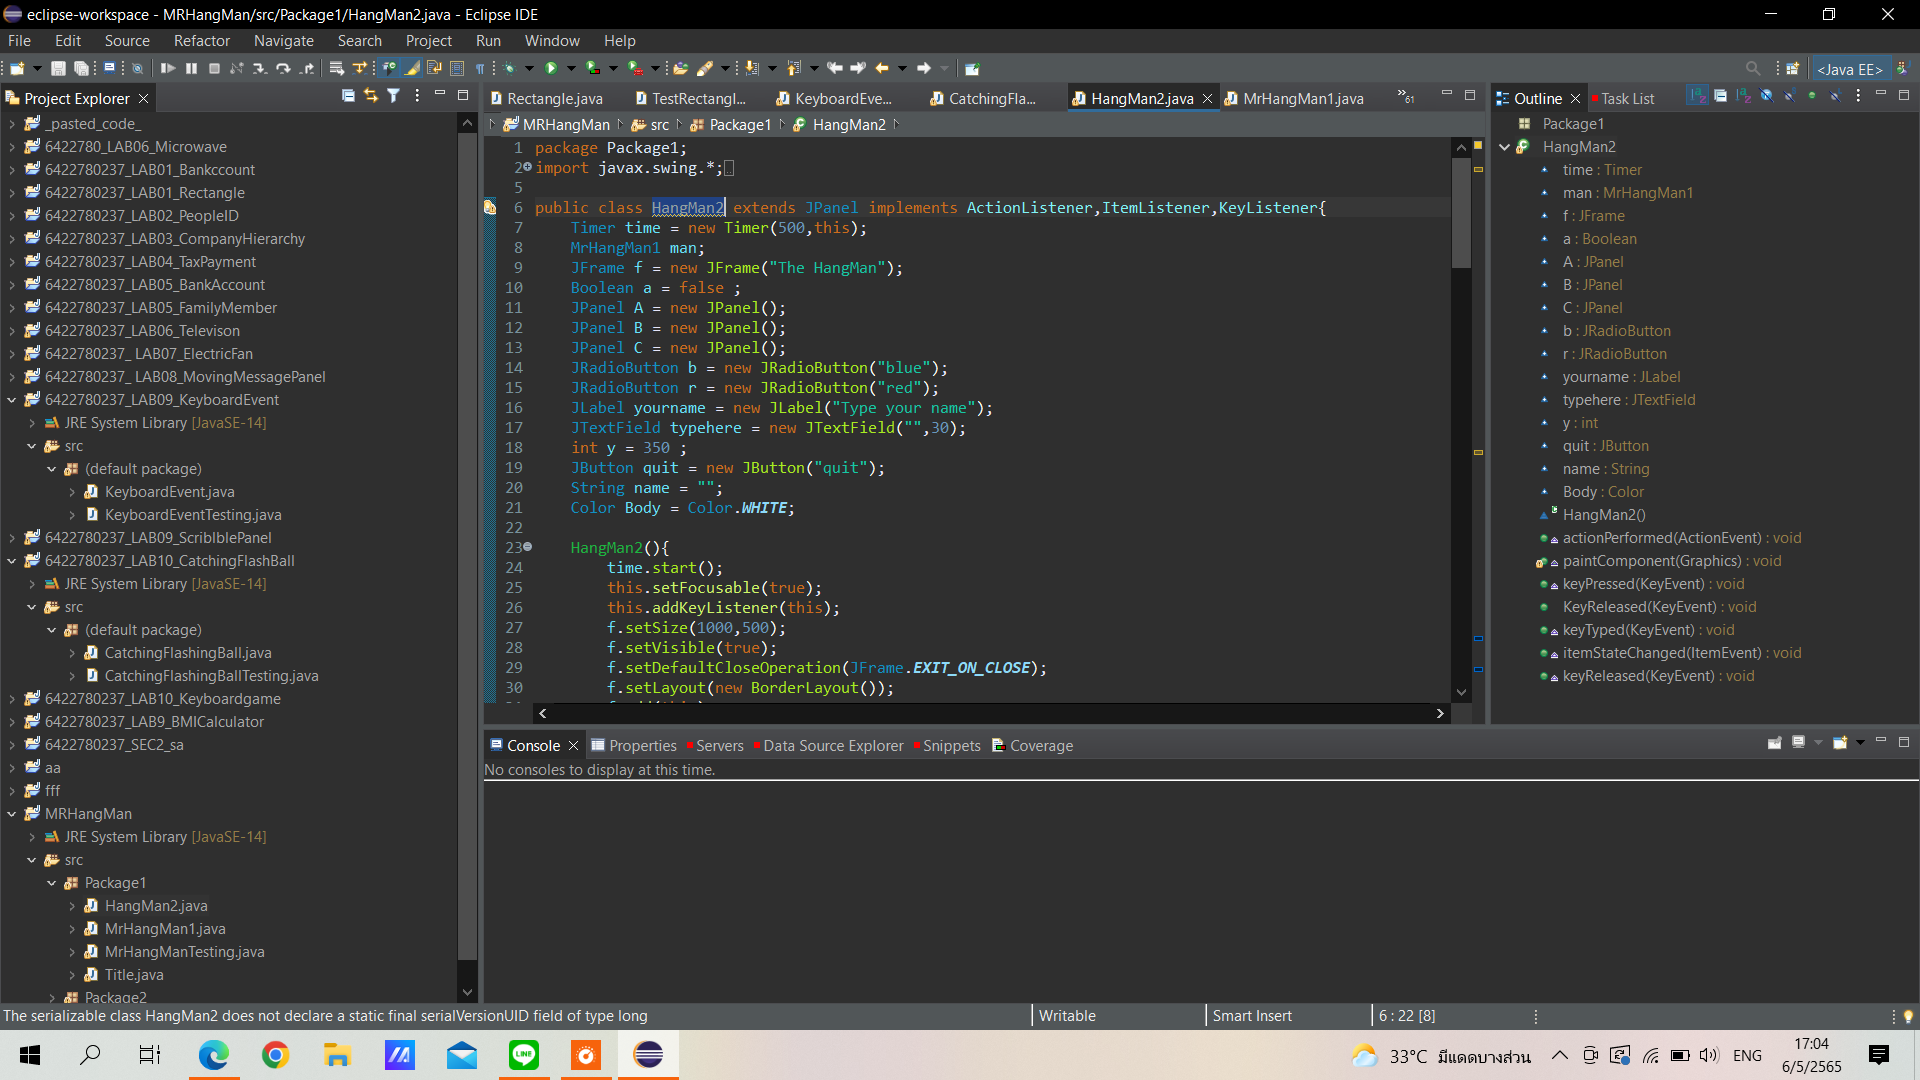 eclipse-workspace - MRHangMan/src/Package1/HangMan2.java - Eclipse IDE
File Edit Source Refactor Navigate Search Project Run Window Help
<Java EE>
Project Explorer
_pasted_code_
6422780_LAB06_Microwave
6422780237_LAB01_Bankccount
6422780237_LAB01_Rectangle
6422780237_LAB02_PeopleID
6422780237_LAB03_CompanyHierarchy
6422780237_LAB04_TaxPayment
6422780237_LAB05_BankAccount
6422780237_LAB05_FamilyMember
6422780237_LAB06_Televison
6422780237_ LAB07_ElectricFan
6422780237_ LAB08_MovingMessagePanel
6422780237_LAB09_KeyboardEvent
JRE System Library [JavaSE-14]
src
(default package)
KeyboardEvent.java
KeyboardEventTesting.java
6422780237_LAB09_ScriblblePanel
6422780237_LAB10_CatchingFlashBall
JRE System Library [JavaSE-14]
src
(default package)
CatchingFlashingBall.java
CatchingFlashingBallTesting.java
6422780237_LAB10_Keyboardgame
6422780237_LAB9_BMICalculator
6422780237_SEC2_sa
aa
fff
MRHangMan
JRE System Library [JavaSE-14]
src
Package1
HangMan2.java
MrHangMan1.java
MrHangManTesting.java
Title.java
Package2
Rectangle.java TestRectangl... KeyboardEve... CatchingFla... HangMan2.java MrHangMan1.java »61
MRHangMan src Package1 HangMan2
1 package Package1;
2 import javax.swing.*;
5
6 public class HangMan2 extends JPanel implements ActionListener,ItemListener,KeyListener{
7 Timer time = new Timer(500,this);
8 MrHangMan1 man;
9 JFrame f = new JFrame("The HangMan");
10 Boolean a = false ;
11 JPanel A = new JPanel();
12 JPanel B = new JPanel();
13 JPanel C = new JPanel();
14 JRadioButton b = new JRadioButton("blue");
15 JRadioButton r = new JRadioButton("red");
16 JLabel yourname = new JLabel("Type your name");
17 JTextField typehere = new JTextField("",30);
18 int y = 350 ;
19 JButton quit = new JButton("quit");
20 String name = "";
21 Color Body = Color.WHITE;
22
23 HangMan2(){
24 time.start();
25 this.setFocusable(true);
26 this.addKeyListener(this);
27 f.setSize(1000,500);
28 f.setVisible(true);
29 f.setDefaultCloseOperation(JFrame.EXIT_ON_CLOSE);
30 f.setLayout(new BorderLayout());
Outline Task List
Package1
HangMan2
time : Timer
man : MrHangMan1
f : JFrame
a : Boolean
A : JPanel
B : JPanel
C : JPanel
b : JRadioButton
r : JRadioButton
yourname : JLabel
typehere : JTextField
y : int
quit : JButton
name : String
Body : Color
HangMan2()
actionPerformed(ActionEvent) : void
paintComponent(Graphics) : void
keyPressed(KeyEvent) : void
KeyReleased(KeyEvent) : void
keyTyped(KeyEvent) : void
itemStateChanged(ItemEvent) : void
keyReleased(KeyEvent) : void
Console Properties Servers Data Source Explorer Snippets Coverage
No consoles to display at this time.
The serializable class HangMan2 does not declare a static final serialVersionUID field of type long
Writable
Smart Insert
6 : 22 [8]
LINE
33°C มีแดดบางส่วน
ENG
17:04
6/5/2565